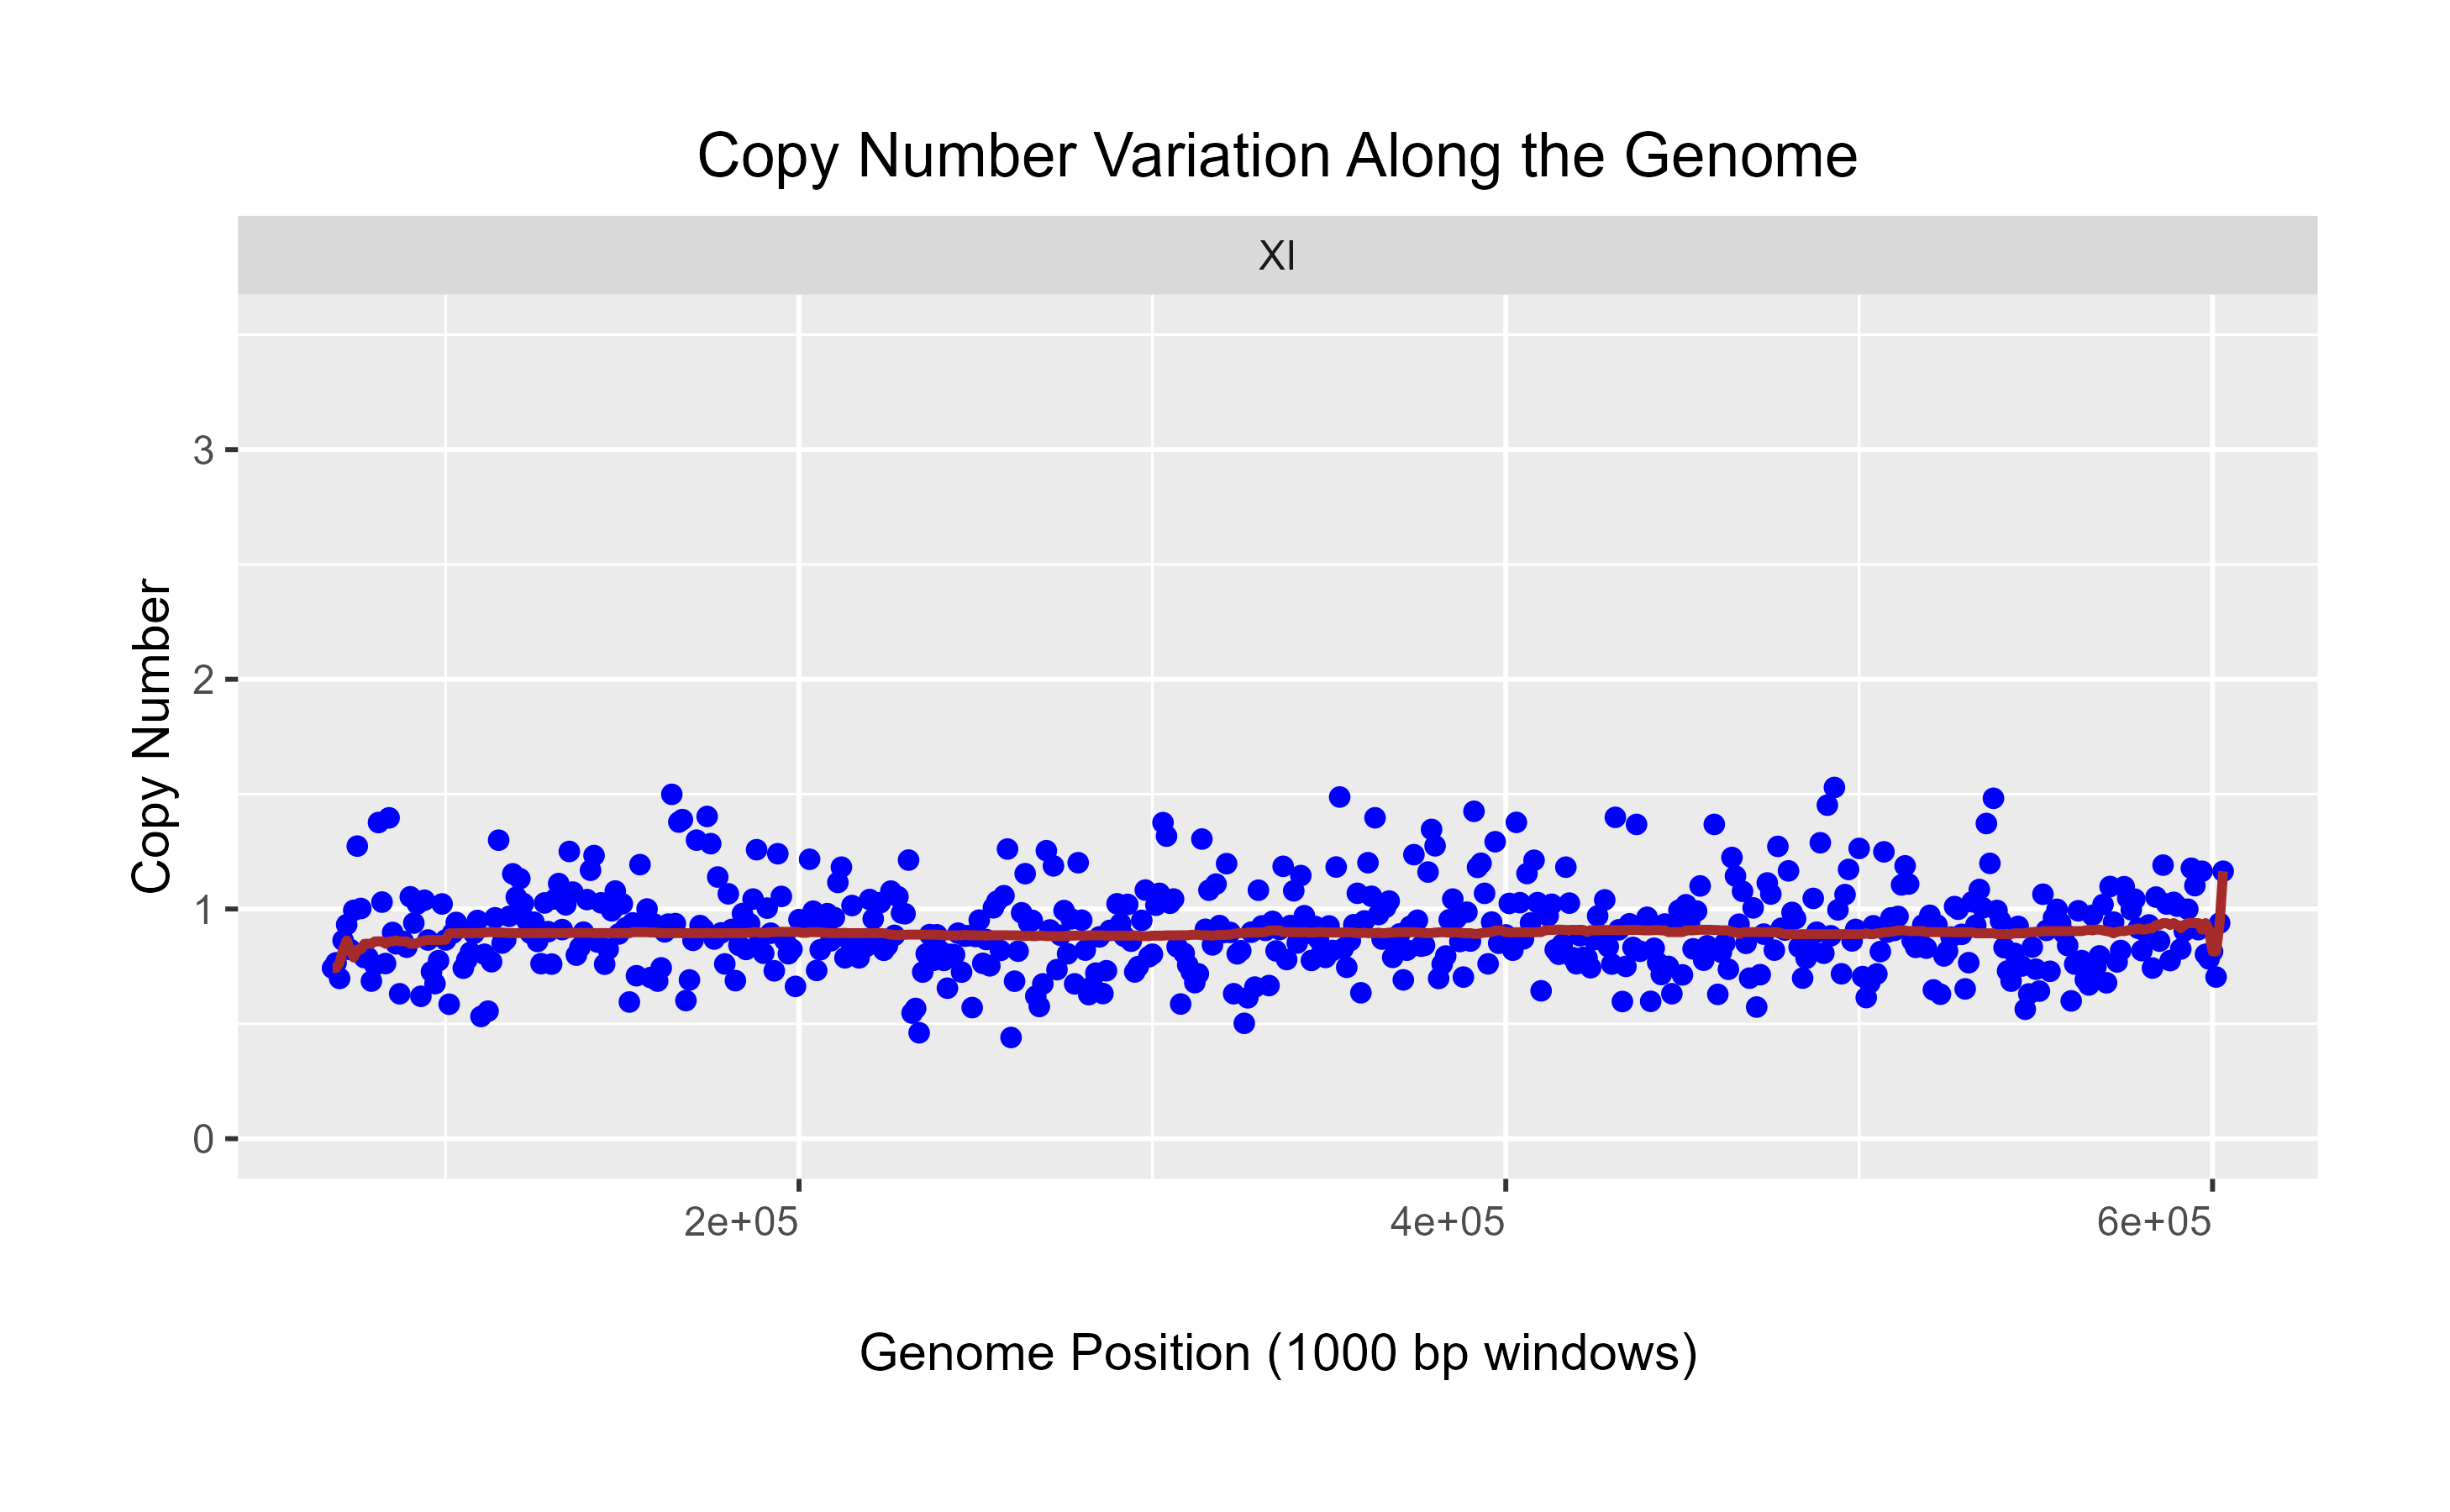 Copy Number Variation Along the Genome
XI
Copy Number
3
2
1
0
2e+05
4e+05
6e+05
Genome Position (1000 bp windows)